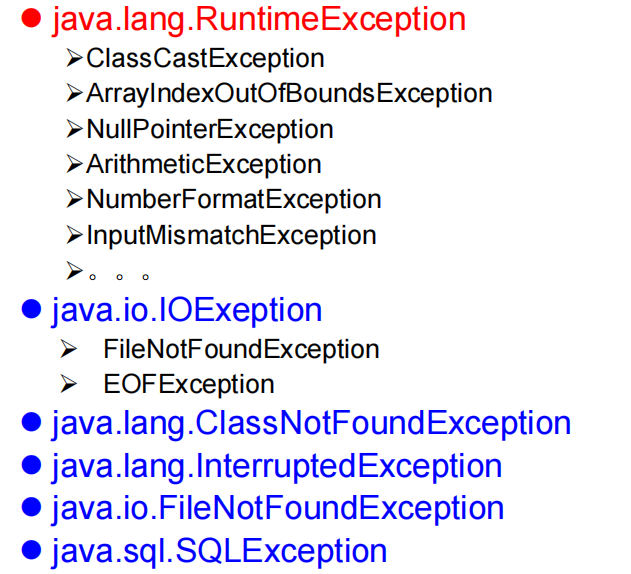 ● java.lang.RuntimeException
➢ClassCastException
➢ArrayIndexOutOfBoundsException
➢NullPointerException
➢ArithmeticException
➢NumberFormatException
➢InputMismatchException
➢。。。
● java.io.IOExeption
➢ FileNotFoundException
➢ EOFException
● java.lang.ClassNotFoundException
● java.lang.InterruptedException
● java.io.FileNotFoundException
● java.sql.SQLException